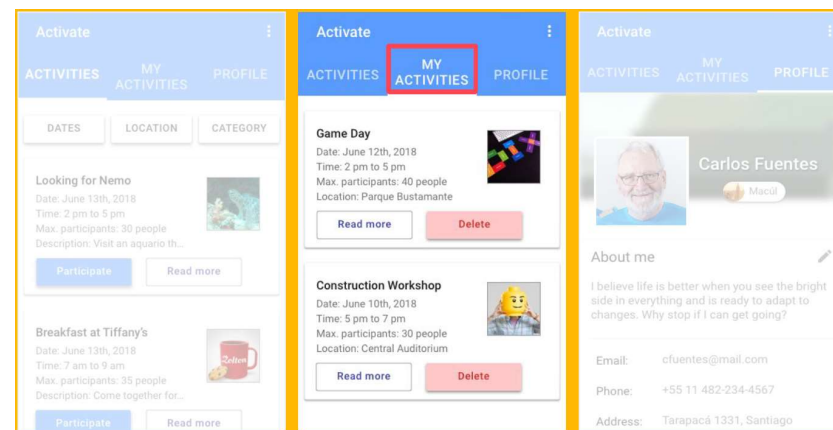 Activate
ACTIVITIES
MY
ACTIVITIES
PROFILE
DATES
LOCATION
CATEGORY
Looking for Nemo
Date: June 13th, 2018
Time: 2 pm to 5 pm
Max. participants: 30 people
Description: Visit an aquario th...
Participate
Read more
Breakfast at Tiffany's
Date: June 13th, 2018
Time: 7 am to 9 am
Max. participants: 35 people
Description: Come together for...
Zolten
Participate
Read more
Activate
ACTIVITIES
MY
ACTIVITIES
PROFILE
Game Day
Date: June 12th, 2018
Time: 2 pm to 5 pm
Max. participants: 40 people
Location: Parque Bustamante
Read more
Delete
Construction Workshop
Date: June 10th, 2018
Time: 5 pm to 7 pm
Max. participants: 30 people
Location: Central Auditorium
Read more
Delete
Activate
ACTIVITIES
MY
ACTIVITIES
PROFILE
Carlos Fuentes
Macúl
About me
I believe life is better when you see the bright
side in everything and is ready to adapt to
changes. Why stop if I can get going?
Email: cfuentes@mail.com
Phone: +55 11 482-234-4567
Address: Tarapacá 1331, Santiago